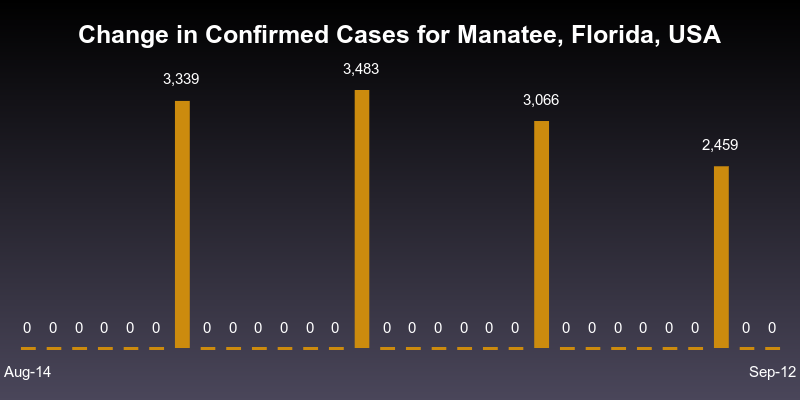 Change in Confirmed Cases for Manatee, Florida, USA
3,483
3,339
3,066
2,459
0 0 0 0 0 0 0 0 0 0 0 0 0 0 0 0 0 0 0 0 0 0 0 0 0 0
Aug-14 Sep-12